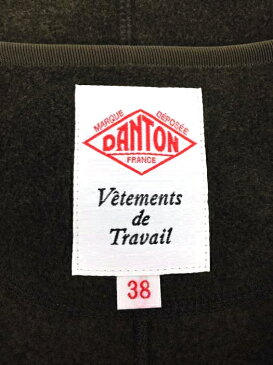 MARQUE DÉPOSÉE
DANTON
FRANCE
Vêtements
de
Travail
38